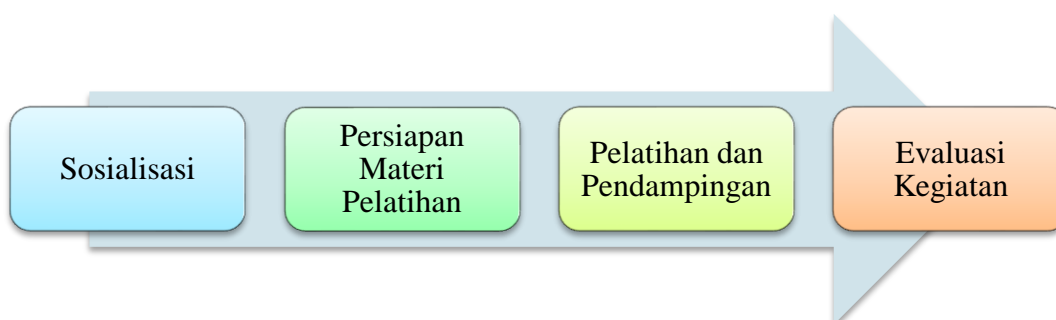 Sosialisasi
Persiapan
Materi
Pelatihan
Pelatihan dan
Pendampingan
Evaluasi
Kegiatan